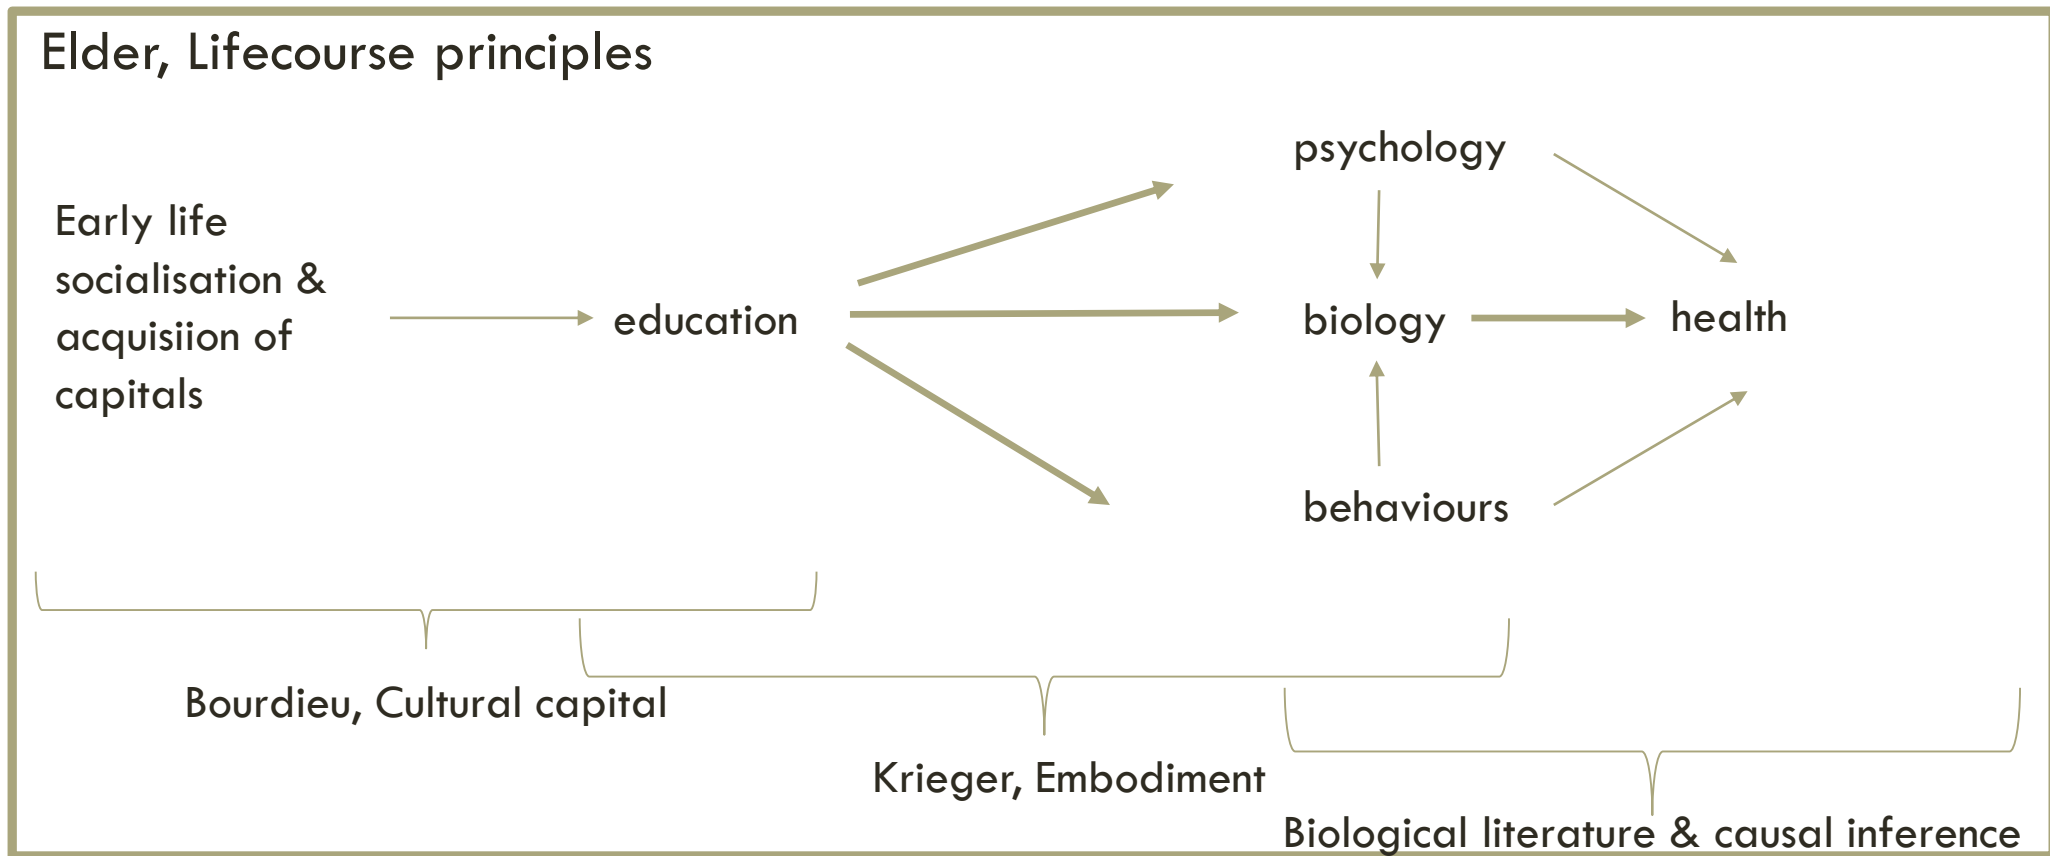 Elder, Lifecourse principles
psychology
Early life
socialisation &
acquisiion of
capitals
education
biology
health
behaviours
Bourdieu, Cultural capital
Krieger, Embodiment
Biological literature & causal inference